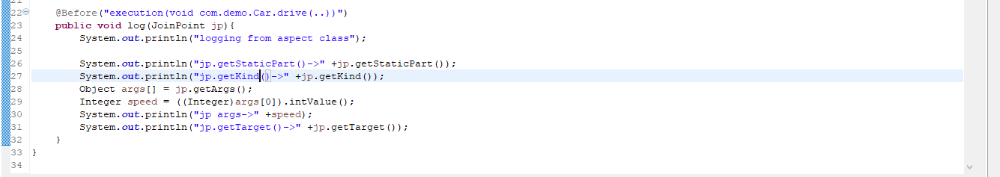 21
22 @Before("execution(void com.demo.Car.drive(..))")
23 public void log(JoinPoint jp){
24 System.out.println("logging from aspect class");
25
26 System.out.println("jp.getStaticPart()->" +jp.getStaticPart());
27 System.out.println("jp.getKind()->" +jp.getKind());
28 Object args[] = jp.getArgs();
29 Integer speed = ((Integer)args[0]).intValue();
30 System.out.println("jp args->" +speed);
31 System.out.println("jp.getTarget()->" +jp.getTarget());
32 }
33 }
34